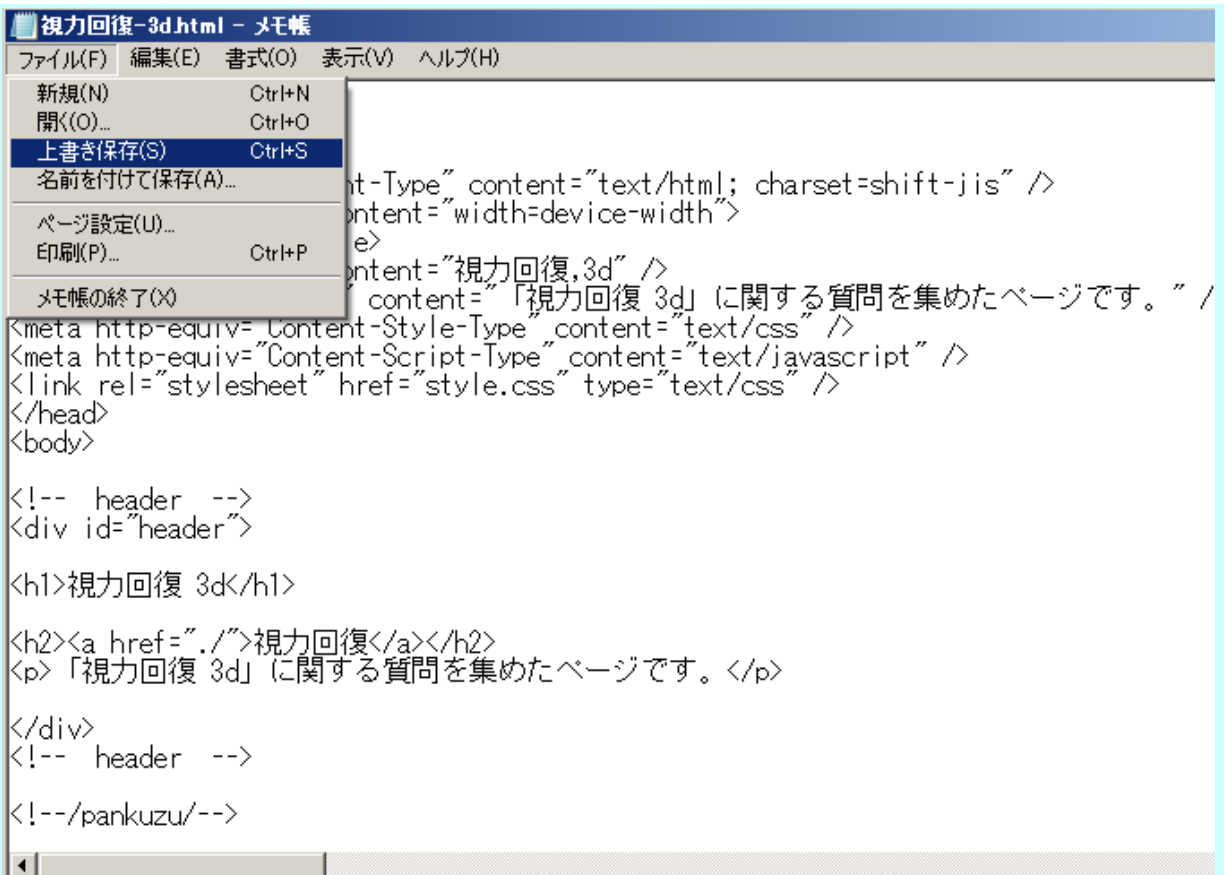 視力回復-3d.html - メモ帳
ファイル(F) 編集(E) 書式(O) 表示(V) ヘルプ(H)
新規(N) Ctrl+N
開く(O)... Ctrl+O
上書き保存(S) Ctrl+S
名前を付けて保存(A)...
ページ設定(U)...
印刷(P)... Ctrl+P
メモ帳の終了(X)
nt-Type" content="text/html; charset=shift-jis" />
ontent="width=device-width">
e>
ontent="視力回復,3d" />
" content="「視力回復 3d」に関する質問を集めたページです。" /
<meta http-equiv="Content-Style-Type" content="text/css" />
<meta http-equiv="Content-Script-Type" content="text/javascript" />
<link rel="stylesheet" href="style.css" type="text/css" />
</head>
<body>
<!-- header -->
<div id="header">
<h1>視力回復 3d</h1>
<h2><a href="./">視力回復</a></h2>
<p>「視力回復 3d」に関する質問を集めたページです。</p>
</div>
<!-- header -->
<!--/pankuzu/-->